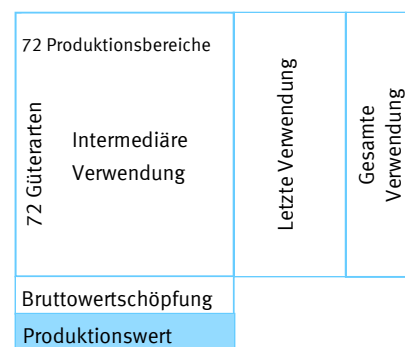 72 Produktionsbereiche
72 Güterarten
Intermediäre
Verwendung
Letzte Verwendung
Gesamte
Verwendung
Bruttowertschöpfung
Produktionswert